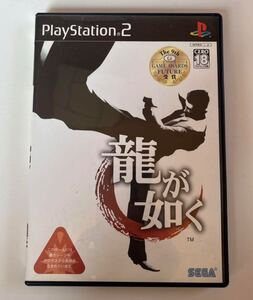 PlayStation 2
The 9th
GAME AWARDS
FUTURE
受賞
CERO
18
龍が
如く
TM
SEGA